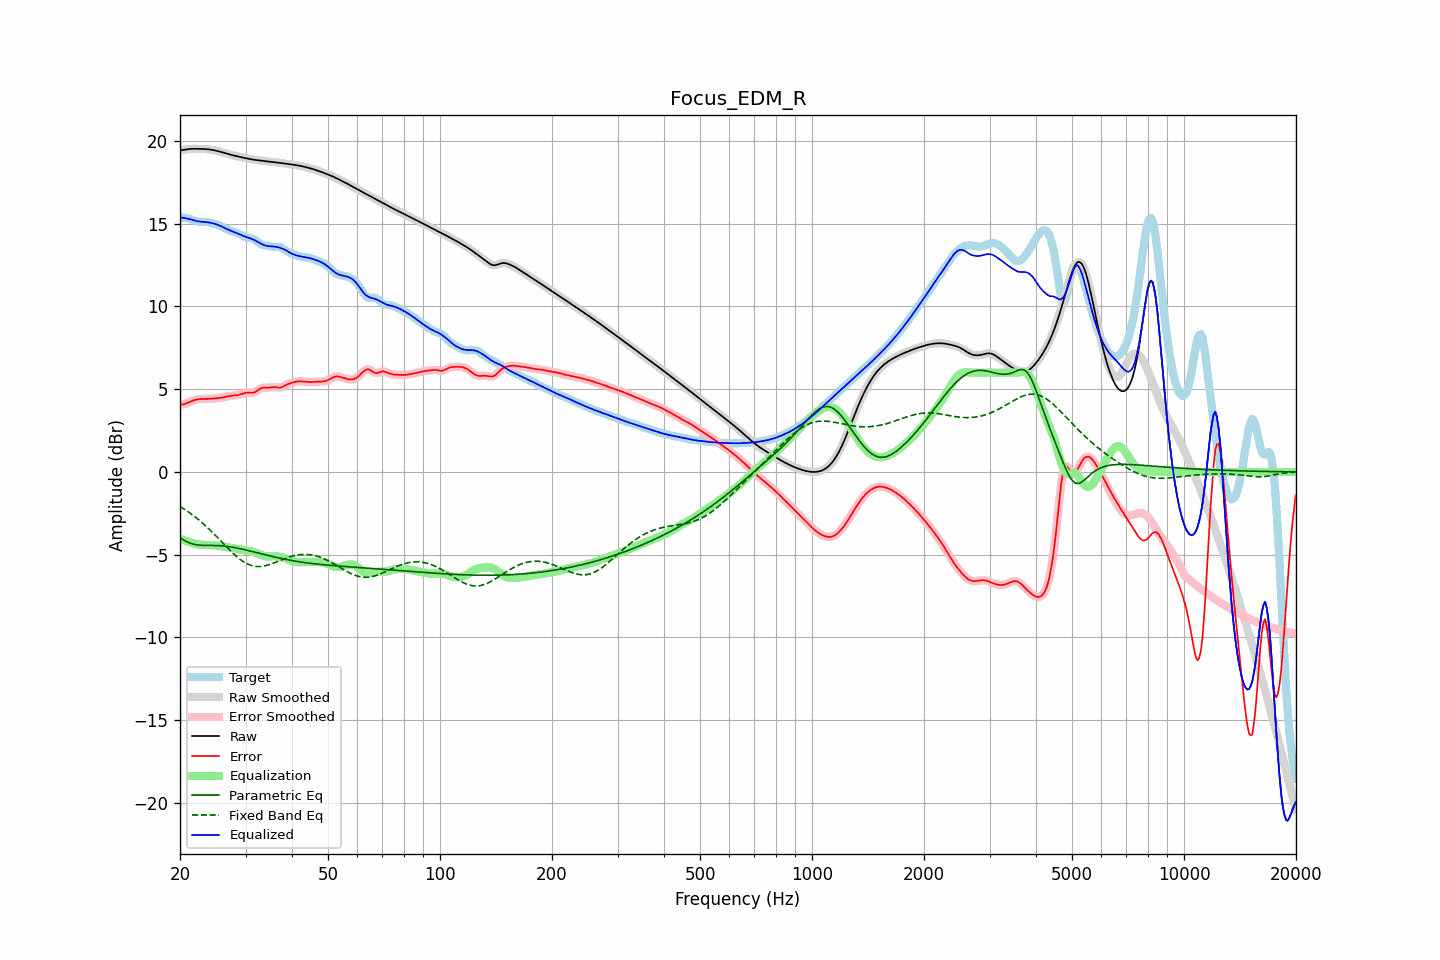 Focus_EDM_R
Amplitude (dBr)
20
15
10
5
0
−5
−10
−15
−20
Target
Raw Smoothed
Error Smoothed
Raw
Error
Equalization
Parametric Eq
Fixed Band Eq
Equalized
20 50 100 200 500 1000 2000 5000 10000 20000
Frequency (Hz)